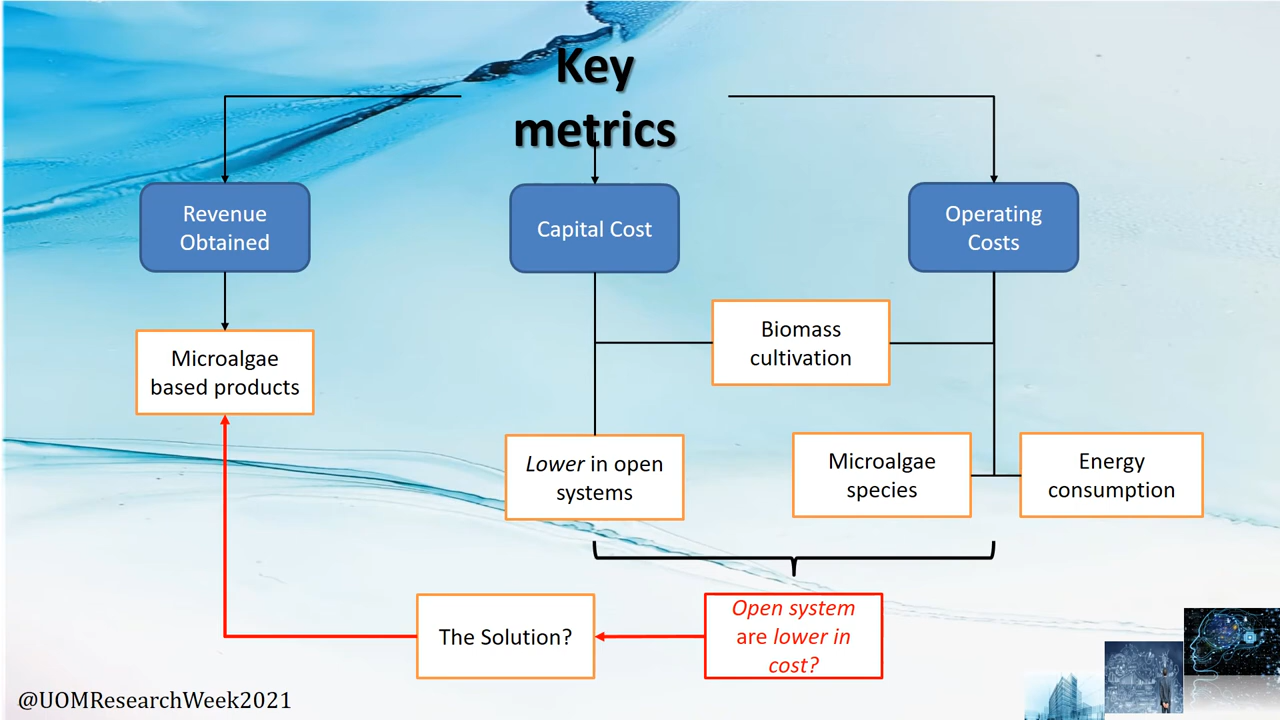 Key
metrics
Revenue
Obtained
Capital Cost
Operating
Costs
Biomass
cultivation
Microalgae
based products
Lower in open
systems
Microalgae
species
Energy
consumption
The Solution?
Open system
are lower in
cost?
@UOMResearchWeek2021